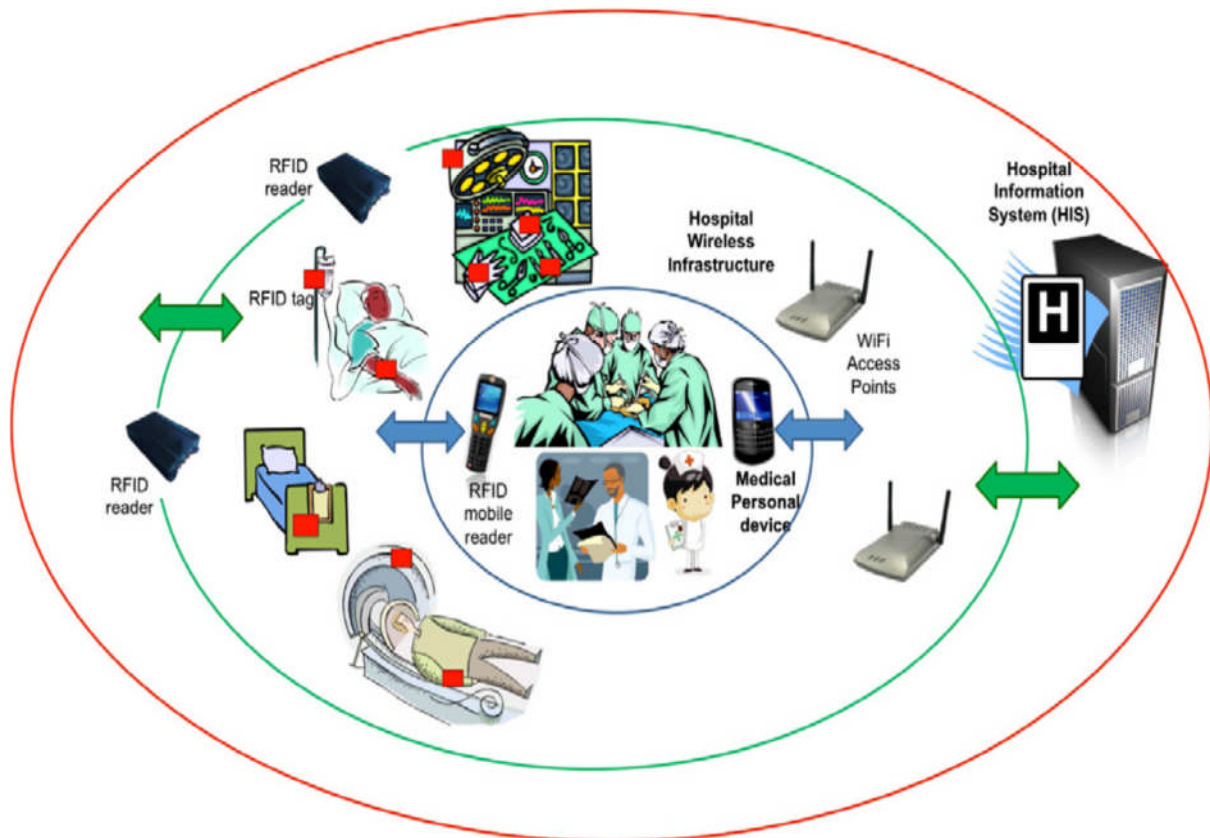 RFID
reader
Hospital
Information
System (HIS)
Hospital
Wireless
Infrastructure
RFID tag
H
WiFi
Access
Points
RFID
reader
RFID
mobile
reader
Medical
Personal
device